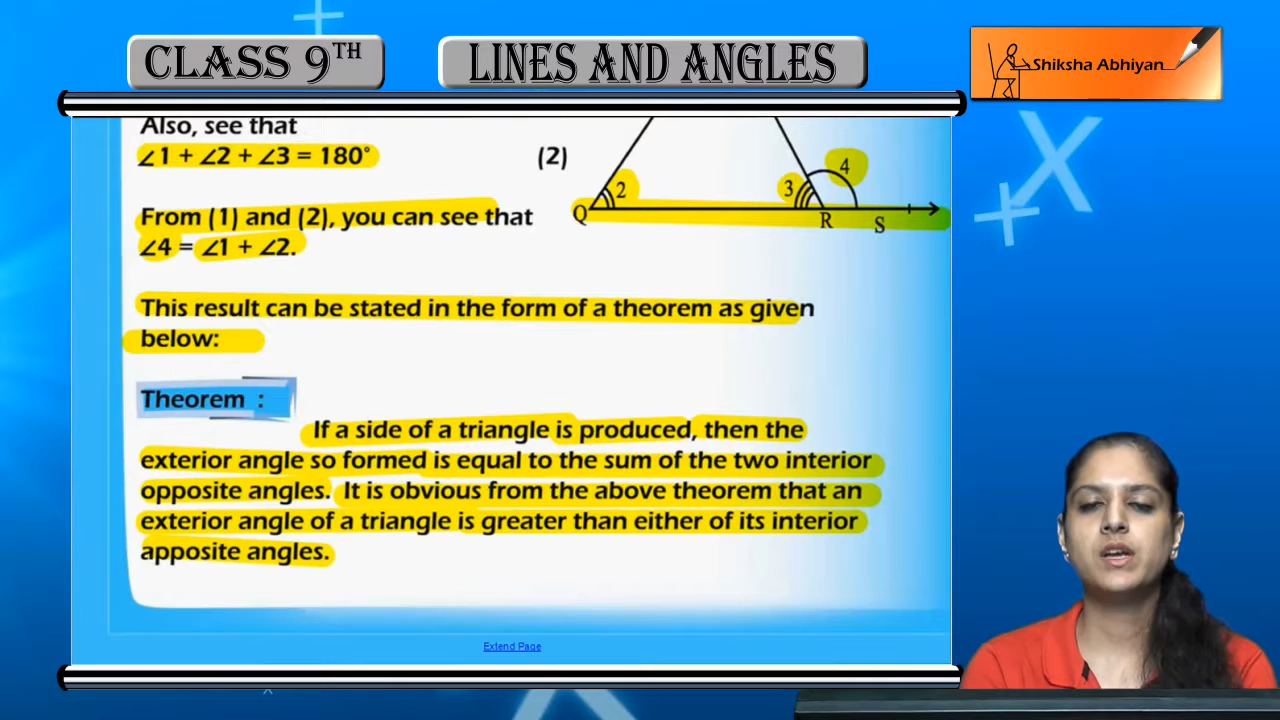 CLASS 9TH
LINES AND ANGLES
Shiksha Abhiyan
Also, see that
∠1 + ∠2 + ∠3 = 180° (2)
From (1) and (2), you can see that
∠4 = ∠1 + ∠2.
2
3
4
Q
R
S
This result can be stated in the form of a theorem as given
below:
Theorem :
If a side of a triangle is produced, then the
exterior angle so formed is equal to the sum of the two interior
opposite angles. It is obvious from the above theorem that an
exterior angle of a triangle is greater than either of its interior
apposite angles.
Extend Page